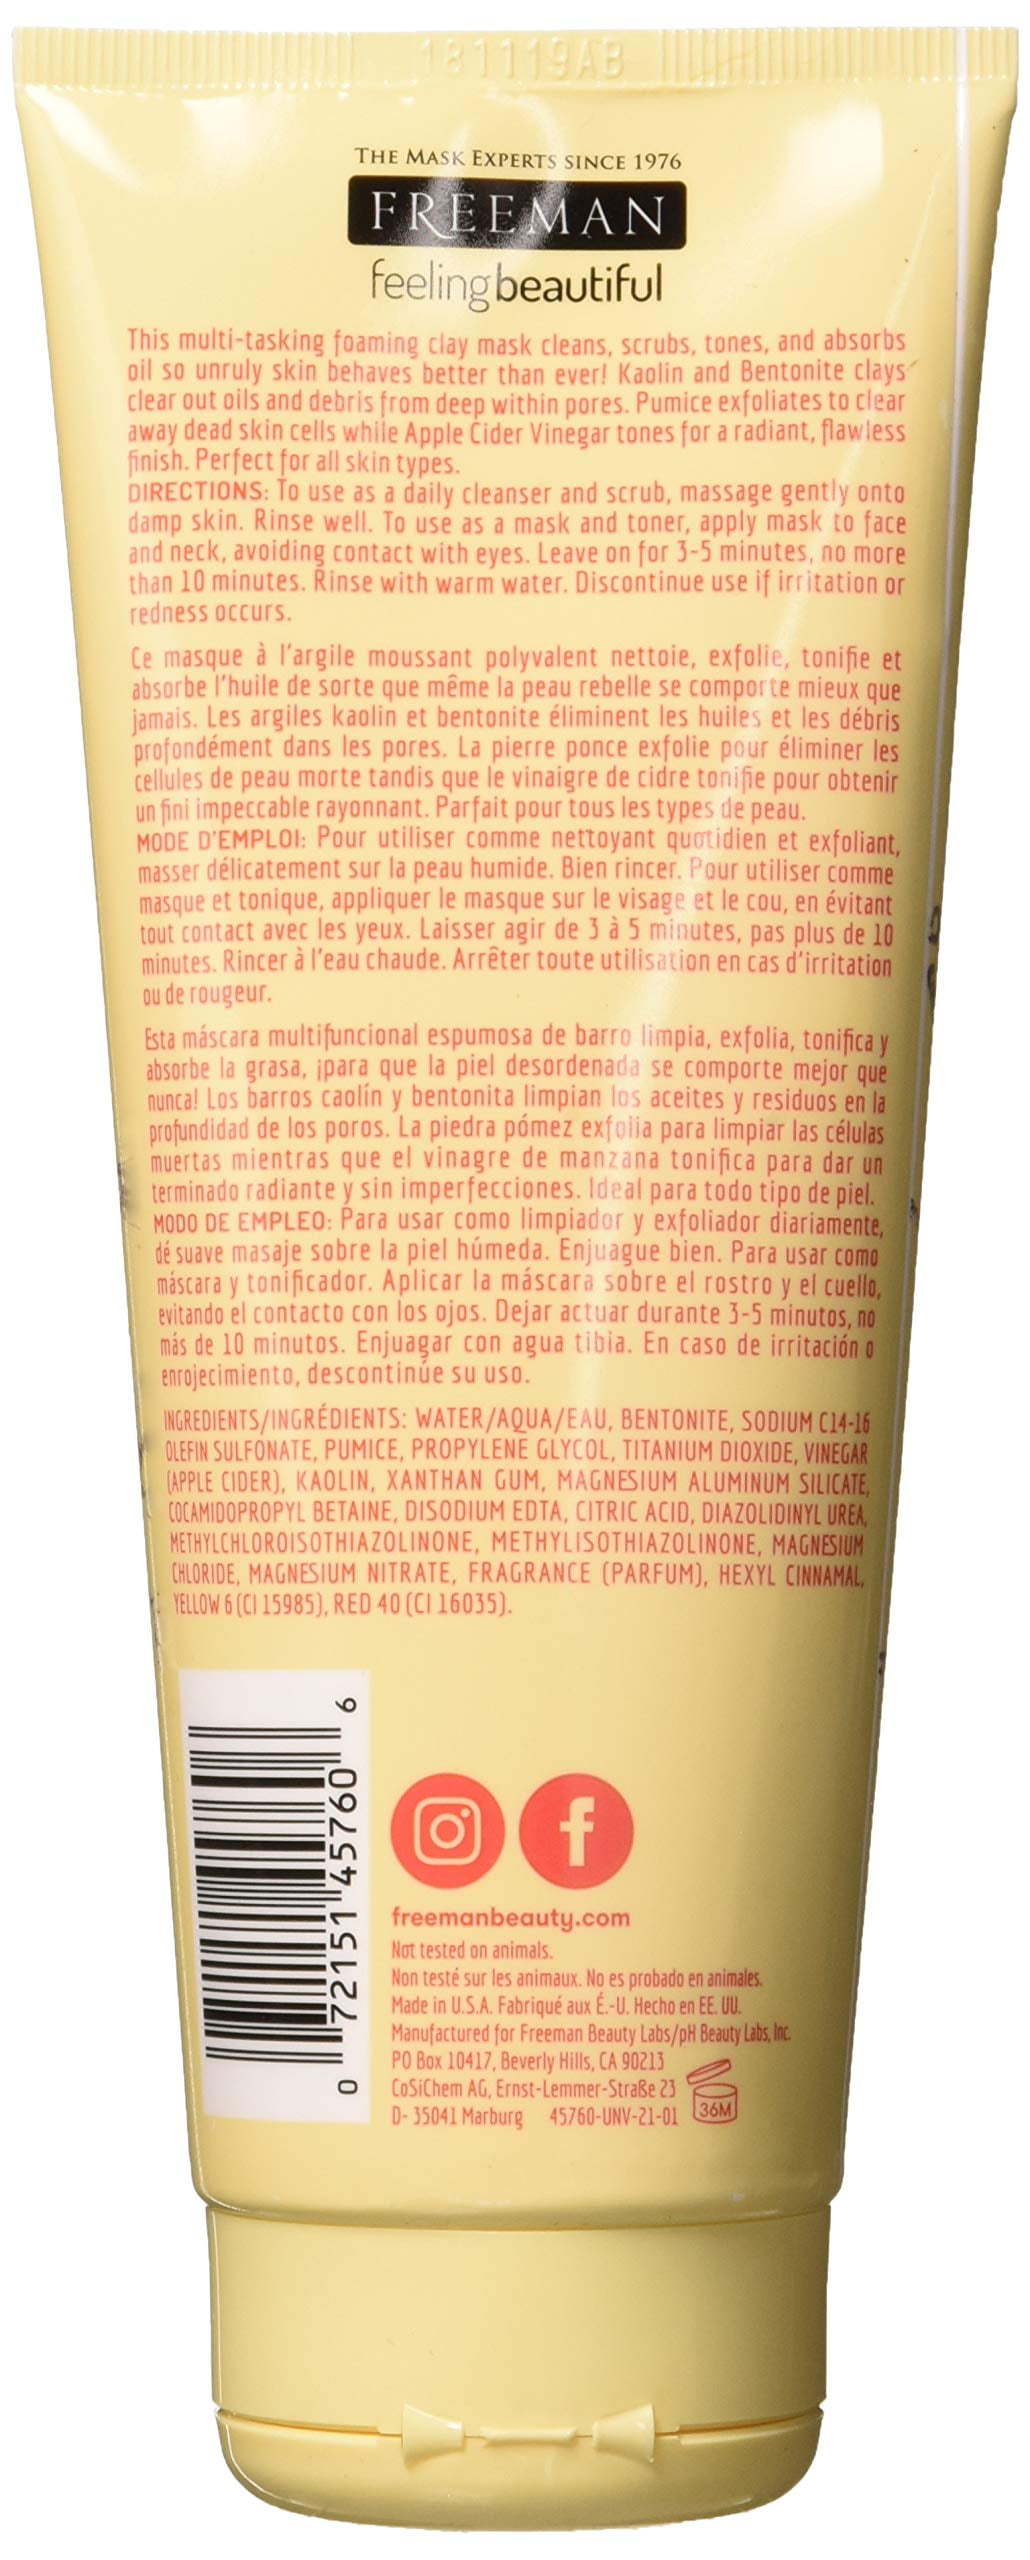 181119AB
THE MASK EXPERTS SINCE 1976
FREEMAN
feelingbeautiful
This multi-tasking foaming clay mask cleans, scrubs, tones, and absorbs
oil so unruly skin behaves better than ever! Kaolin and Bentonite clays
clear out oils and debris from deep within pores. Pumice exfoliates to clear
away dead skin cells while Apple Cider Vinegar tones for a radiant, flawless
finish. Perfect for all skin types.
DIRECTIONS: To use as a daily cleanser and scrub, massage gently onto
damp skin. Rinse well. To use as a mask and toner, apply mask to face
and neck, avoiding contact with eyes. Leave on for 3-5 minutes, no more
than 10 minutes. Rinse with warm water. Discontinue use if irritation or
redness occurs.
Ce masque à l'argile moussant polyvalent nettoie, exfolie, tonifie et
absorbe l'huile de sorte que même la peau rebelle se comporte mieux que
jamais. Les argiles kaolin et bentonite éliminent les huiles et les débris
profondément dans les pores. La pierre ponce exfolie pour éliminer les
cellules de peau morte tandis que le vinaigre de cidre tonifie pour obtenir
un fini impeccable rayonnant. Parfait pour tous les types de peau.
MODE D'EMPLOI: Pour utiliser comme nettoyant quotidien et exfoliant,
masser délicatement sur la peau humide. Bien rincer. Pour utiliser comme
masque et tonique, appliquer le masque sur le visage et le cou, en évitant
tout contact avec les yeux. Laisser agir de 3 à 5 minutes, pas plus de 10
minutes. Rincer à l'eau chaude. Arrêter toute utilisation en cas d'irritation
ou de rougeur.
Esta máscara multifuncional espumosa de barro limpia, exfolia, tonifica y
absorbe la grasa, ¡para que la piel desordenada se comporte mejor que
nunca! Los barros caolín y bentonita limpian los aceites y residuos en la
profundidad de los poros. La piedra pómez exfolia para limpiar las células
muertas mientras que el vinagre de manzana tonifica para dar un
terminado radiante y sin imperfecciones. Ideal para todo tipo de piel.
MODO DE EMPLEO: Para usar como limpiador y exfoliador diariamente,
dé suave masaje sobre la piel húmeda. Enjuague bien. Para usar como
máscara y tonificador. Aplicar la máscara sobre el rostro y el cuello,
evitando el contacto con los ojos. Dejar actuar durante 3-5 minutos, no
más de 10 minutos. Enjuagar con agua tibia. En caso de irritación o
enrojecimiento, descontinúe su uso.
INGREDIENTS/INGRÉDIENTS: WATER/AQUA/EAU, BENTONITE, SODIUM C14-16
OLEFIN SULFONATE, PUMICE, PROPYLENE GLYCOL, TITANIUM DIOXIDE, VINEGAR
(APPLE CIDER), KAOLIN, XANTHAN GUM, MAGNESIUM ALUMINUM SILICATE,
COCAMIDOPROPYL BETAINE, DISODIUM EDTA, CITRIC ACID, DIAZOLIDINYL UREA,
METHYLCHLOROISOTHIAZOLINONE, METHYLISOTHIAZOLINONE, MAGNESIUM
CHLORIDE, MAGNESIUM NITRATE, FRAGRANCE (PARFUM), HEXYL CINNAMAL,
YELLOW 6 (CI 15985), RED 40 (CI 16035).
0 72151 45760 6
freemanbeauty.com
Not tested on animals.
Non testé sur les animaux. No es probado en animales.
Made in U.S.A. Fabriqué aux É.-U. Hecho en EE. UU.
Manufactured for Freeman Beauty Labs/pH Beauty Labs, Inc.
PO Box 10417, Beverly Hills, CA 90213
CoSiChem AG, Ernst-Lemmer-Straße 23
D- 35041 Marburg 45760-UNV-21-01
36M